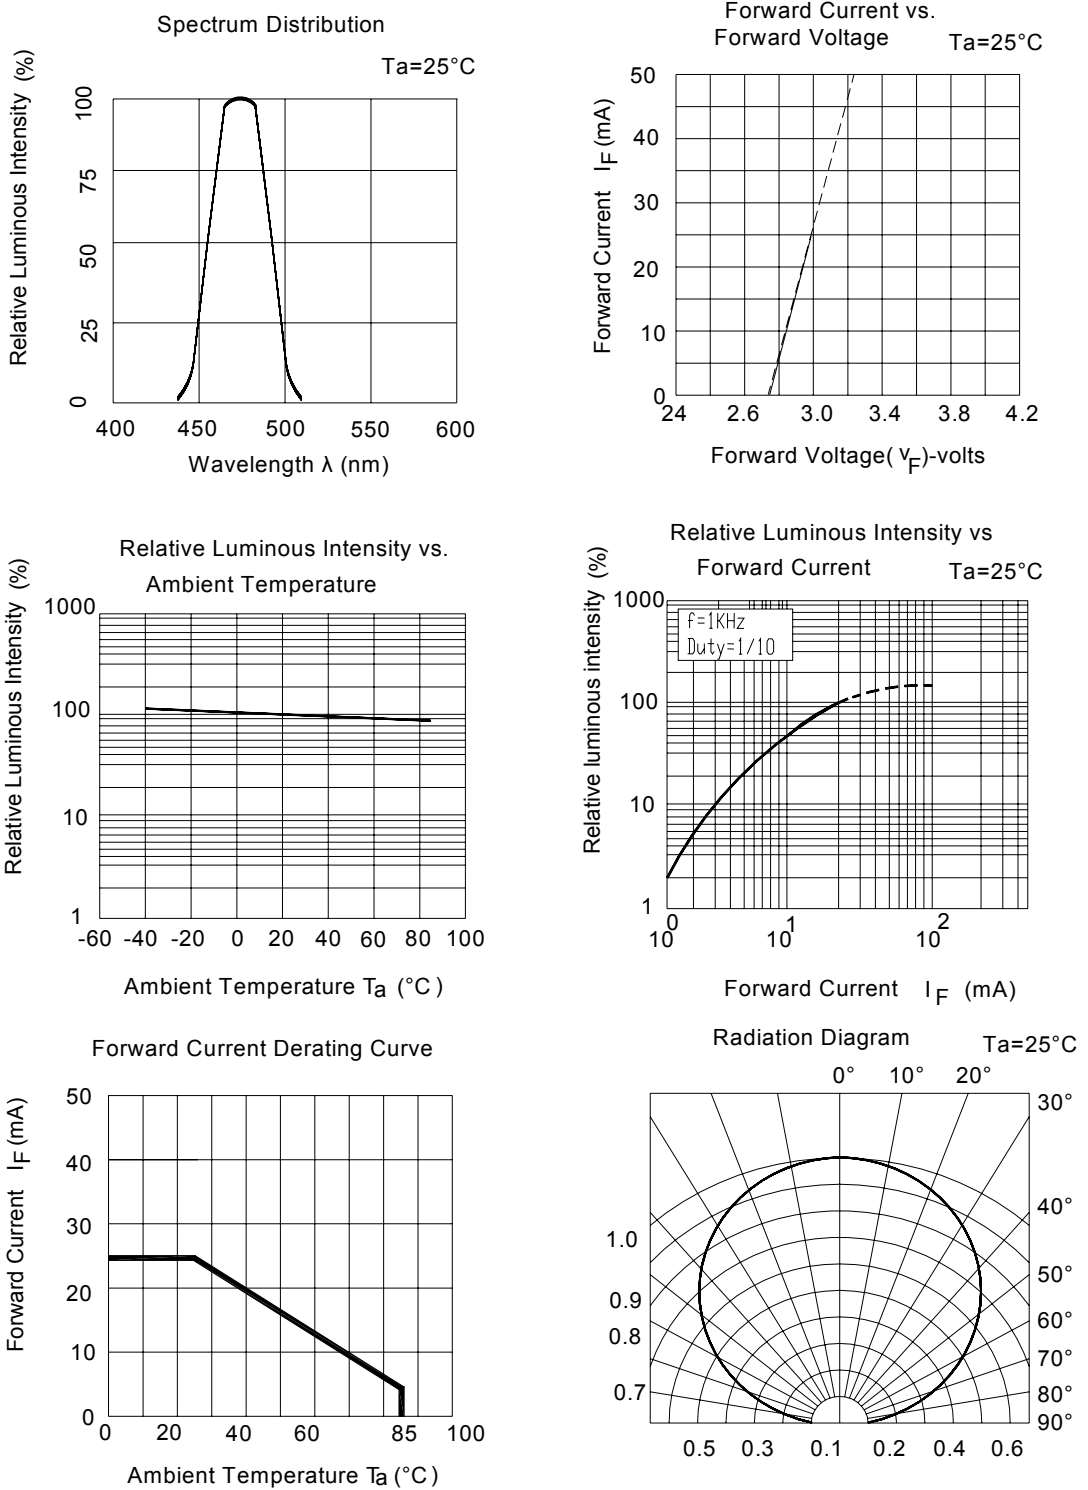 Spectrum Distribution
Ta=25°C
Relative Luminous Intensity (%)
100
75
50
25
0
400 450 500 550 600
Wavelength λ (nm)
Forward Current vs.
Forward Voltage
Ta=25°C
Forward Current IF (mA)
50
40
30
20
10
0
24 2.6 3.0 3.4 3.8 4.2
Forward Voltage( vF)-volts
Relative Luminous Intensity vs.
Ambient Temperature
Relative Luminous Intensity (%)
1000
100
10
1
-60 -40 -20 0 20 40 60 80 100
Ambient Temperature Ta (°C )
Relative Luminous Intensity vs
Forward Current
Ta=25°C
Relative luminous intensity (%)
f=1KHz
Duty=1/10
1000
100
10
1
10⁰ 10¹ 10²
Forward Current IF (mA)
Forward Current Derating Curve
Forward Current IF (mA)
50
40
30
20
10
0
0 20 40 60 85 100
Ambient Temperature Ta (°C)
Radiation Diagram
Ta=25°C
0° 10° 20°
30°
40°
50°
60°
70°
80°
90°
1.0
0.9
0.8
0.7
0.5 0.3 0.1 0.2 0.4 0.6